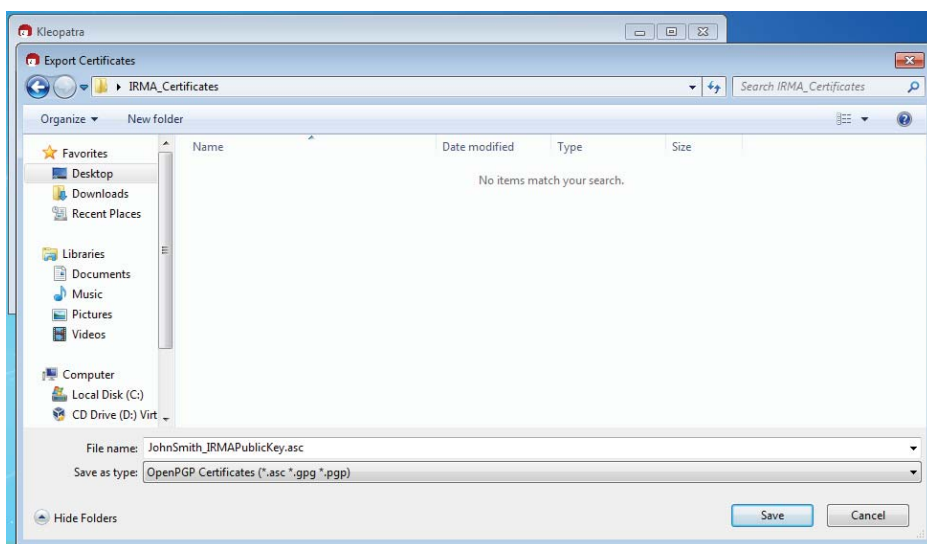 Kleopatra
Export Certificates
IRMA_Certificates
Search IRMA_Certificates
Organize New folder
Name Date modified Type Size
No items match your search.
Favorites
Desktop
Downloads
Recent Places
Libraries
Documents
Music
Pictures
Videos
Computer
Local Disk (C:)
CD Drive (D:) Virt
File name: JohnSmith_IRMAPublicKey.asc
Save as type: OpenPGP Certificates (*.asc *.gpg *.pgp)
Hide Folders Save Cancel